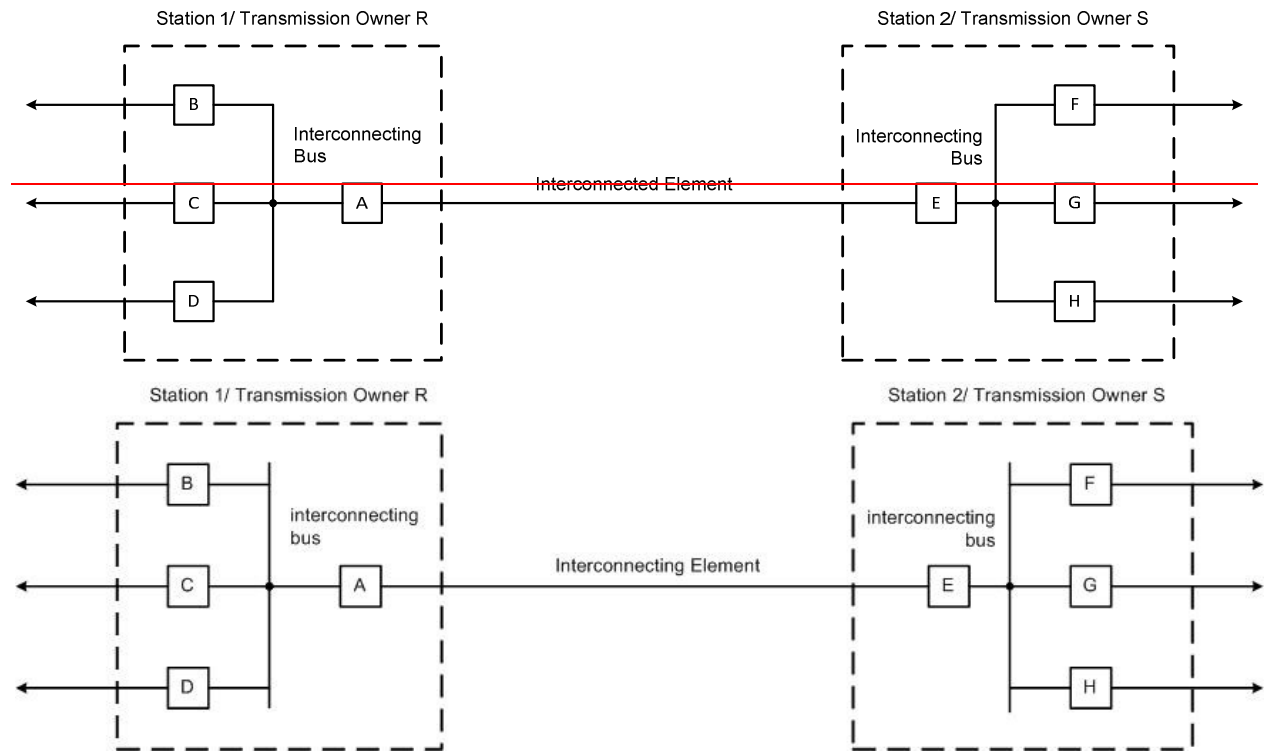 Station 1/ Transmission Owner R
Station 2/ Transmission Owner S
B
F
Interconnecting
Bus
Interconnecting
Bus
Interconnected Element
C
A
E
G
D
H
Station 1/ Transmission Owner R
Station 2/ Transmission Owner S
B
F
interconnecting
bus
interconnecting
bus
Interconnecting Element
C
A
E
G
D
H